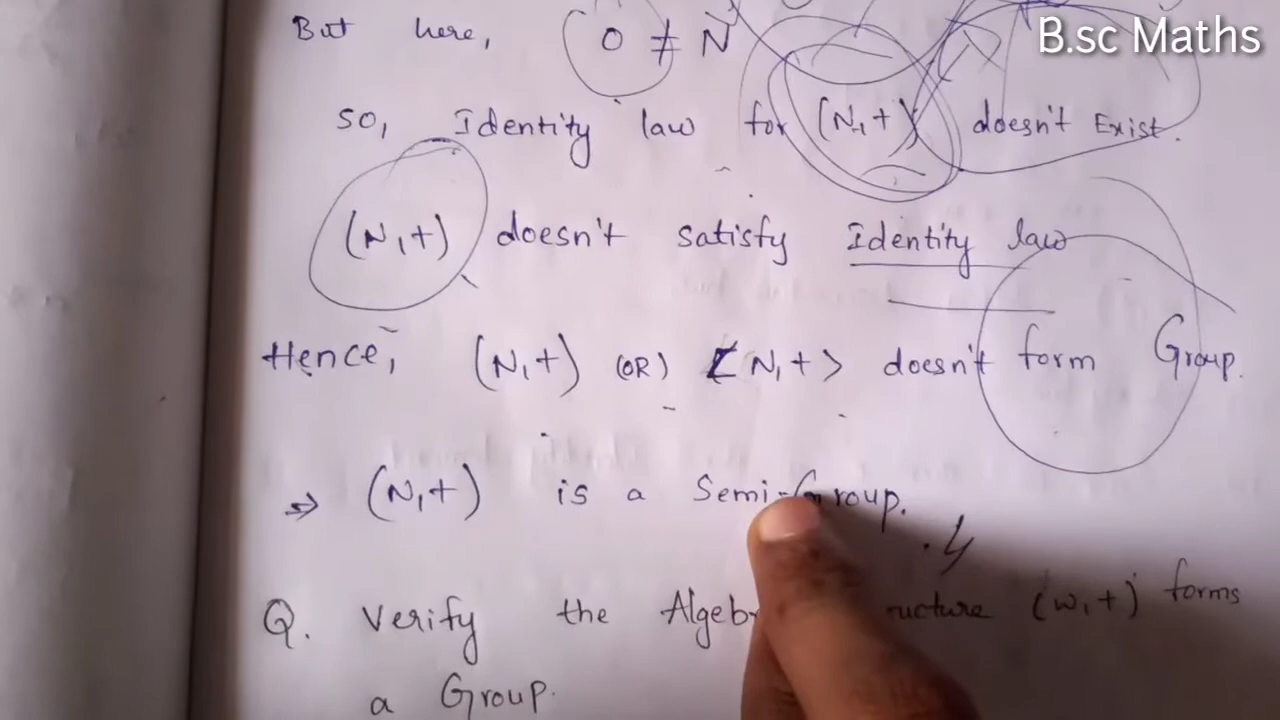 B.sc Maths
But here, 0 ≠ N
So, Identity law for (N,+) doesn't Exist.
(N,+) doesn't satisfy Identity law
Hence, (N,+) (OR) <N,+> doesn't form Group.
⇒ (N,+) is a Semi-Group.
Q. Verify the Algeb ructure (W,+) forms
a Group.